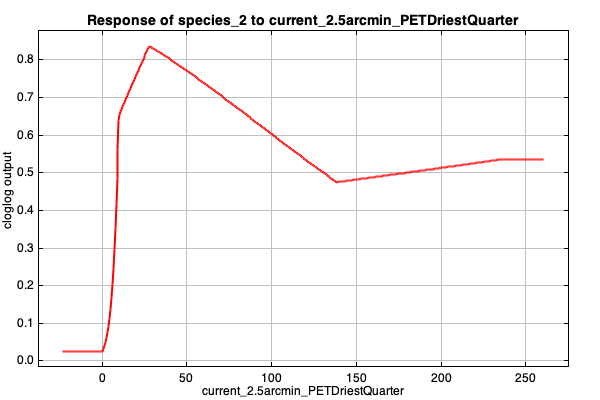 Response of species_2 to current_2.5arcmin_PETDriestQuarter
0.8
0.7
0.6
0.5
0.4
0.3
0.2
0.1
0.0
cloglog output
0 50 100 150 200 250
current_2.5arcmin_PETDriestQuarter